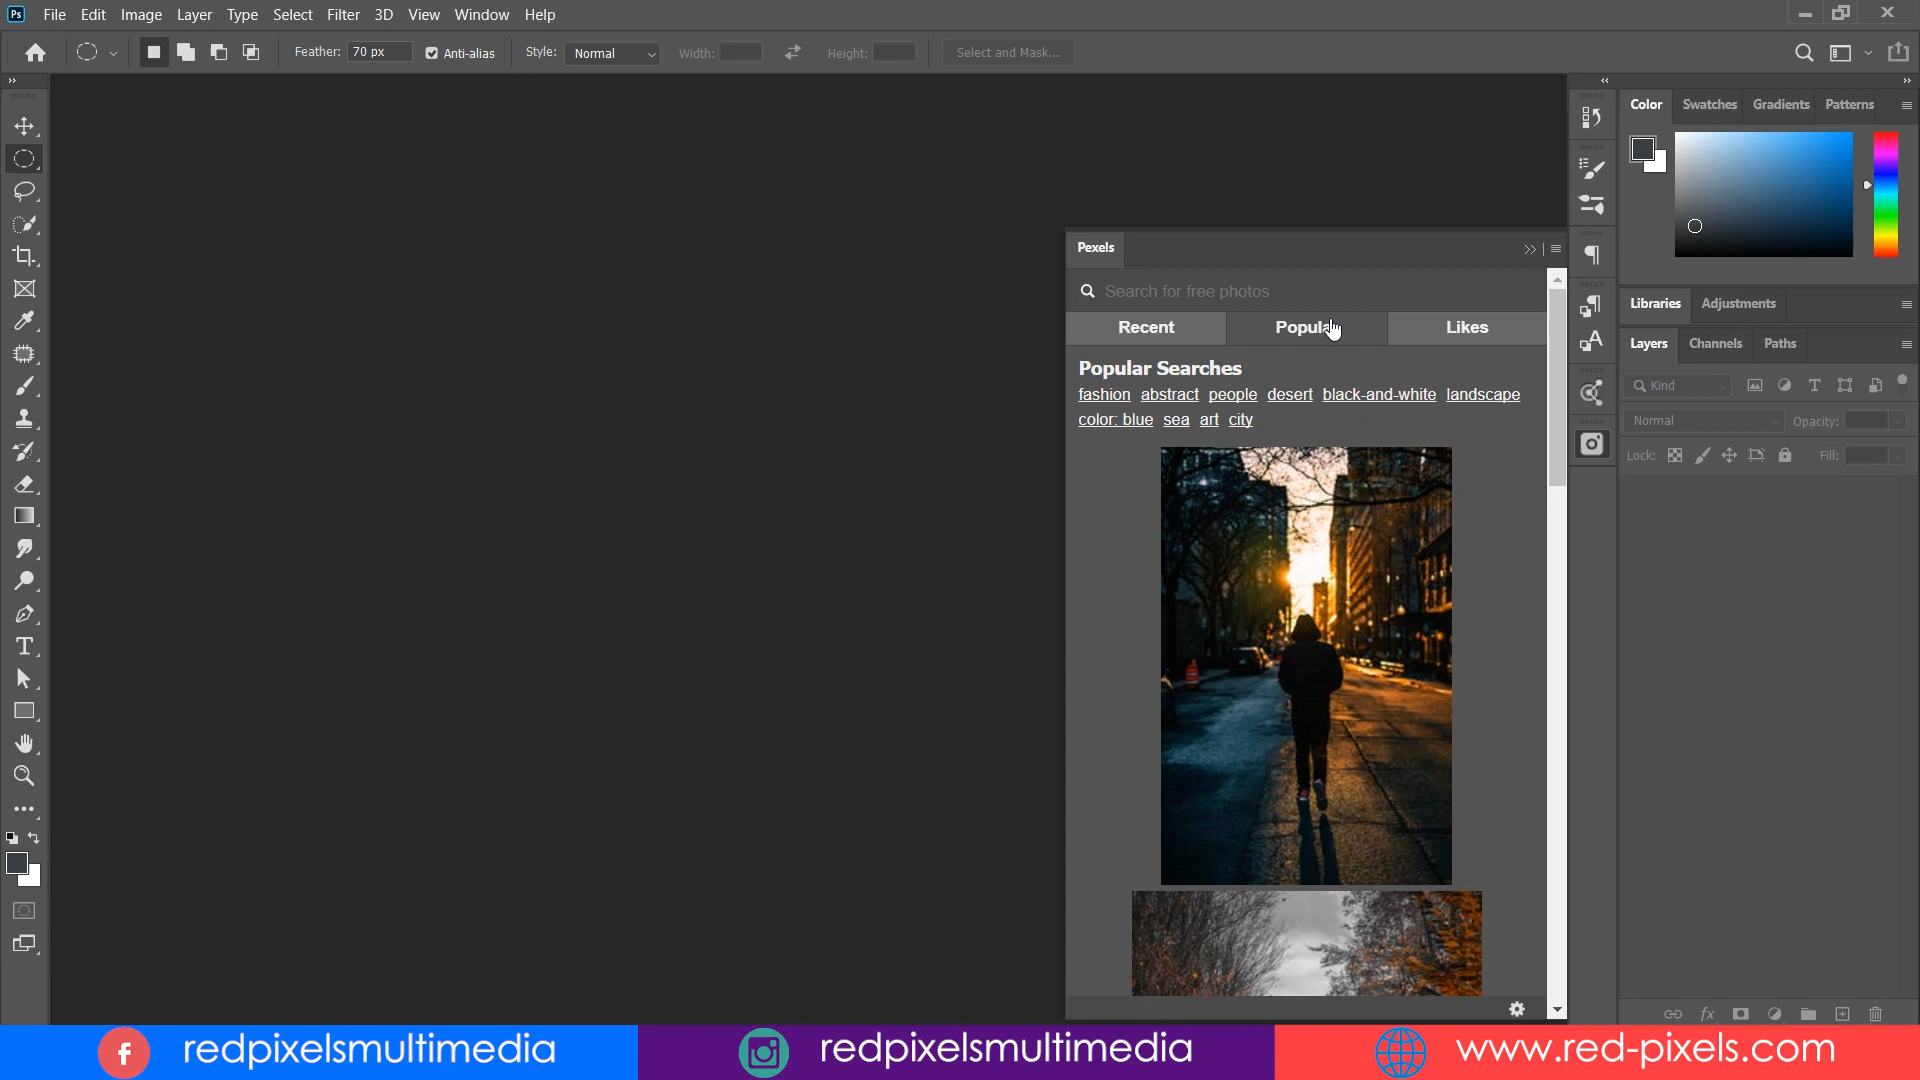 Ps File Edit Image Layer Type Select Filter 3D View Window Help
Feather: 70 px Anti-alias Style: Normal Width: Height: Select and Mask...
Color Swatches Gradients Patterns
Pexels
Search for free photos
Recent Popular Likes
Popular Searches
fashion abstract people desert black-and-white landscape
color: blue sea art city
Libraries Adjustments
Layers Channels Paths
Kind
Normal Opacity:
Lock: Fill:
redpixelsmultimedia redpixelsmultimedia www.red-pixels.com